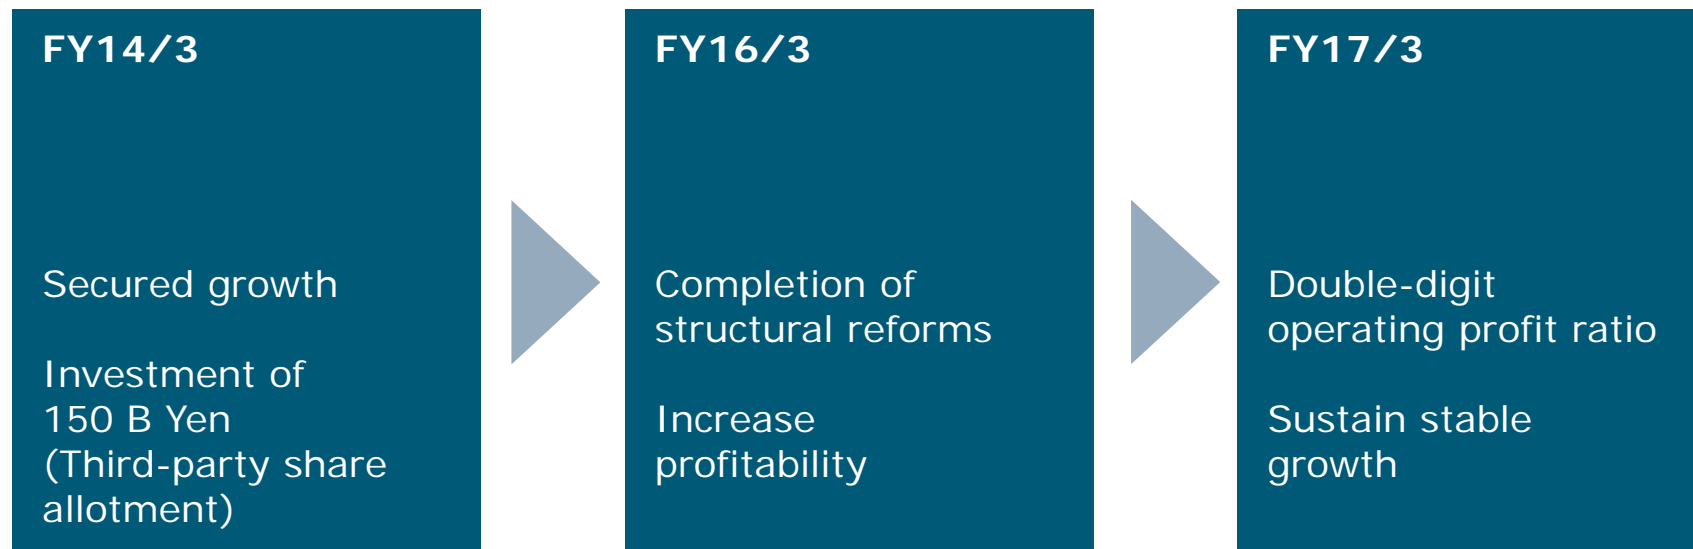 FY14/3
Secured growth
Investment of
150 B Yen
(Third-party share
allotment)
FY16/3
Completion of
structural reforms
Increase
profitability
FY17/3
Double-digit
operating profit ratio
Sustain stable
growth